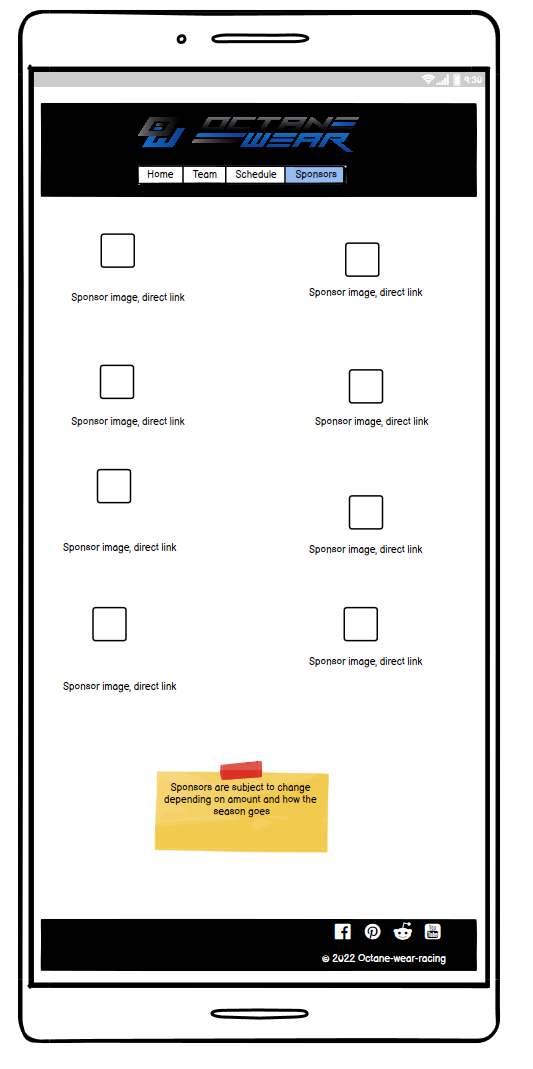 9:30
OCTANE
WEAR
Home Team Schedule Sponsors
Sponsor image, direct link
Sponsor image, direct link
Sponsor image, direct link
Sponsor image, direct link
Sponsor image, direct link
Sponsor image, direct link
Sponsor image, direct link
Sponsor image, direct link
Sponsors are subject to change
depending on amount and how the
season goes
© 2022 Octane-wear-racing